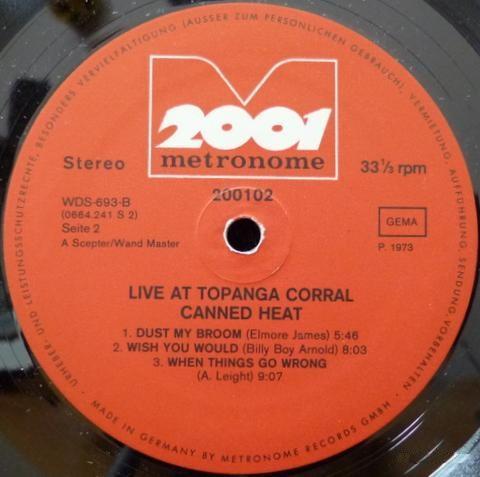 URHEBER- UND LEISTUNGSSCHUTZRECHTE, BESONDERS VERVIELFÄLTIGUNG (AUSSER ZUM PERSÖNLICHEN GEBRAUCH), VERMIETUNG, AUFFÜHRUNG, SENDUNG, VORBEHALTEN
2001
metronome
Stereo
33⅓ rpm
200102
WDS-693-B
(0664.241 S 2)
Seite 2
A Scepter/Wand Master
GEMA
P. 1973
LIVE AT TOPANGA CORRAL
CANNED HEAT
1. DUST MY BROOM (Elmore James) 5:46
2. WISH YOU WOULD (Billy Boy Arnold) 8:03
3. WHEN THINGS GO WRONG
(A. Leight) 9:07
• MADE IN GERMANY BY METRONOME RECORDS GMBH •